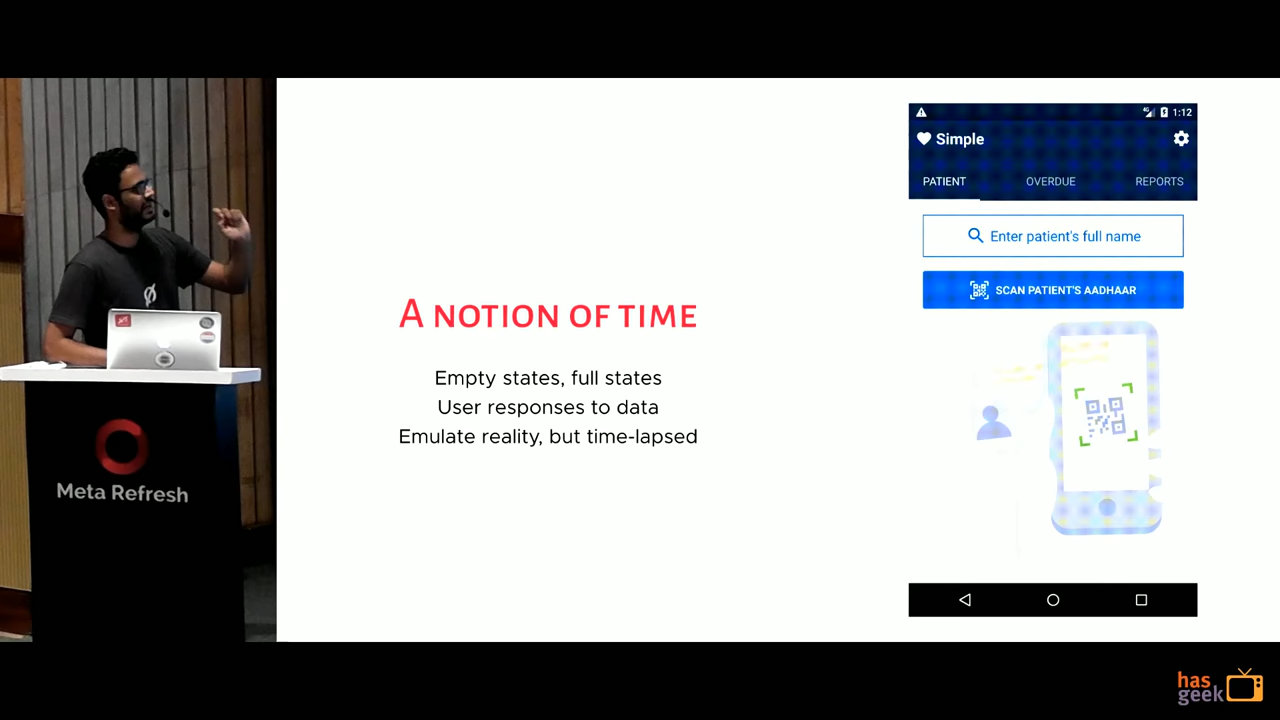 A NOTION OF TIME
Empty states, full states
User responses to data
Emulate reality, but time-lapsed
4G 1:12
Simple
PATIENT OVERDUE REPORTS
Enter patient's full name
SCAN PATIENT'S AADHAAR
Meta Refresh
has
geek